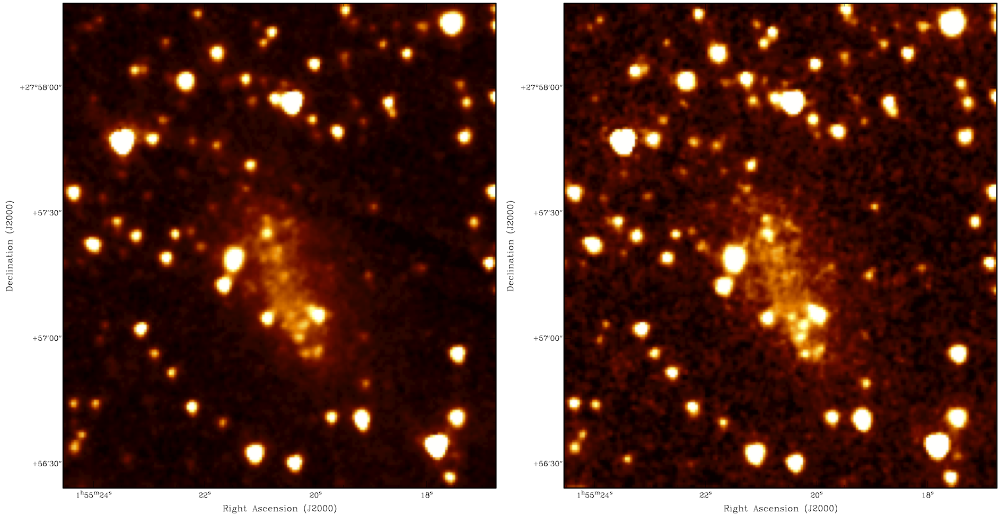 Declination (J2000)
+27°58'00"
+57'30"
+57'00"
+56'30"
1ʰ55ᵐ24ˢ 22ˢ 20ˢ 18ˢ
Right Ascension (J2000)
Declination (J2000)
+27°58'00"
+57'30"
+57'00"
+56'30"
1ʰ55ᵐ24ˢ 22ˢ 20ˢ 18ˢ
Right Ascension (J2000)